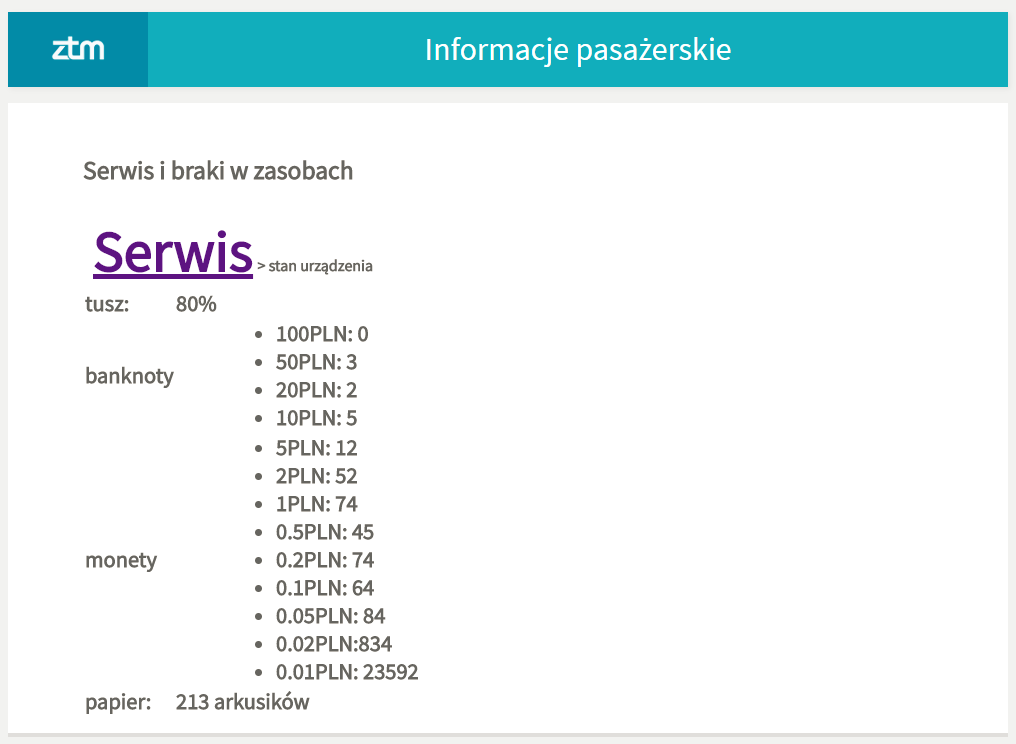 ztm
Informacje pasażerskie
Serwis i braki w zasobach
Serwis > stan urządzenia
tusz: 80%
banknoty
• 100PLN: 0
• 50PLN: 3
• 20PLN: 2
• 10PLN: 5
monety
• 5PLN: 12
• 2PLN: 52
• 1PLN: 74
• 0.5PLN: 45
• 0.2PLN: 74
• 0.1PLN: 64
• 0.05PLN: 84
• 0.02PLN:834
• 0.01PLN: 23592
papier: 213 arkusików